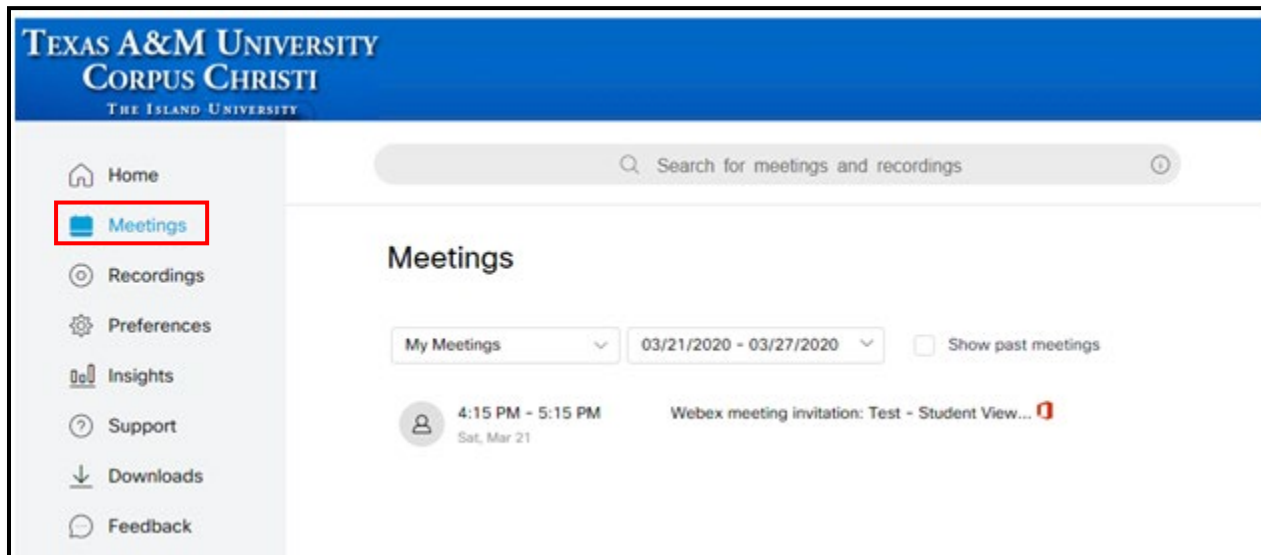 TEXAS A&M UNIVERSITY
CORPUS CHRISTI
THE ISLAND UNIVERSITY
Search for meetings and recordings
Home
Meetings
Recordings
Preferences
Insights
Support
Downloads
Feedback
Meetings
My Meetings 03/21/2020 - 03/27/2020 Show past meetings
4:15 PM - 5:15 PM Webex meeting invitation: Test - Student View...
Sat, Mar 21